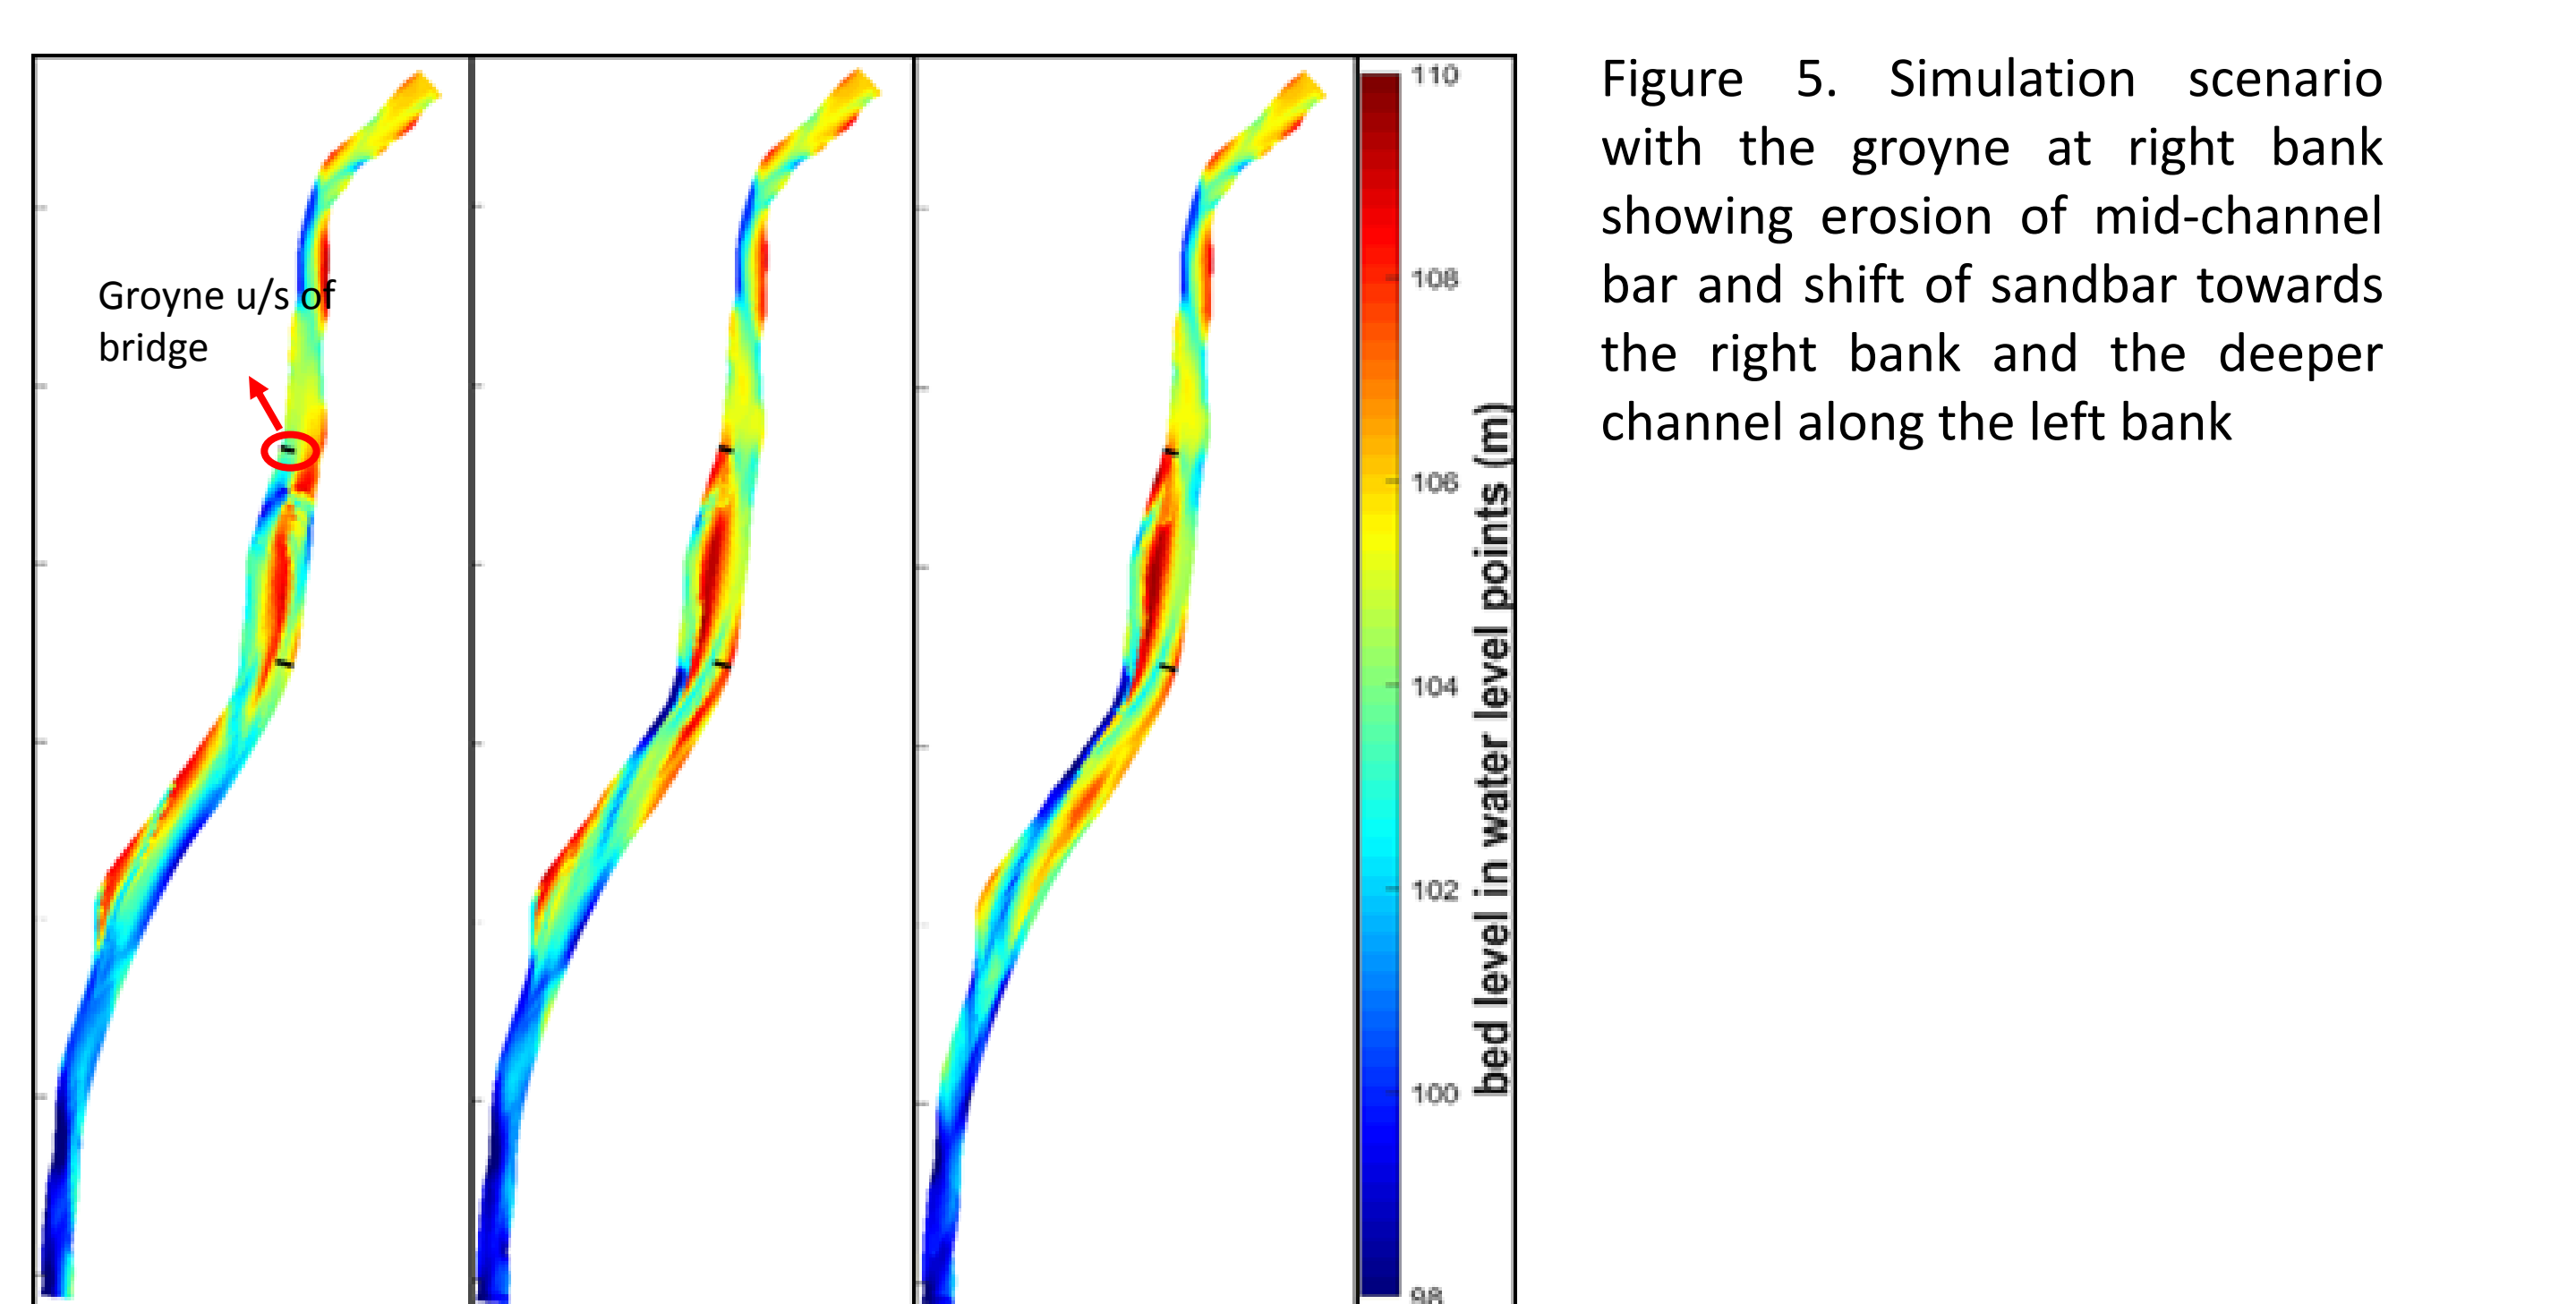 Groyne u/s of
bridge
110
108
106
104
102
100
98
bed level in water level points (m)
Figure 5. Simulation scenario
with the groyne at right bank
showing erosion of mid-channel
bar and shift of sandbar towards
the right bank and the deeper
channel along the left bank